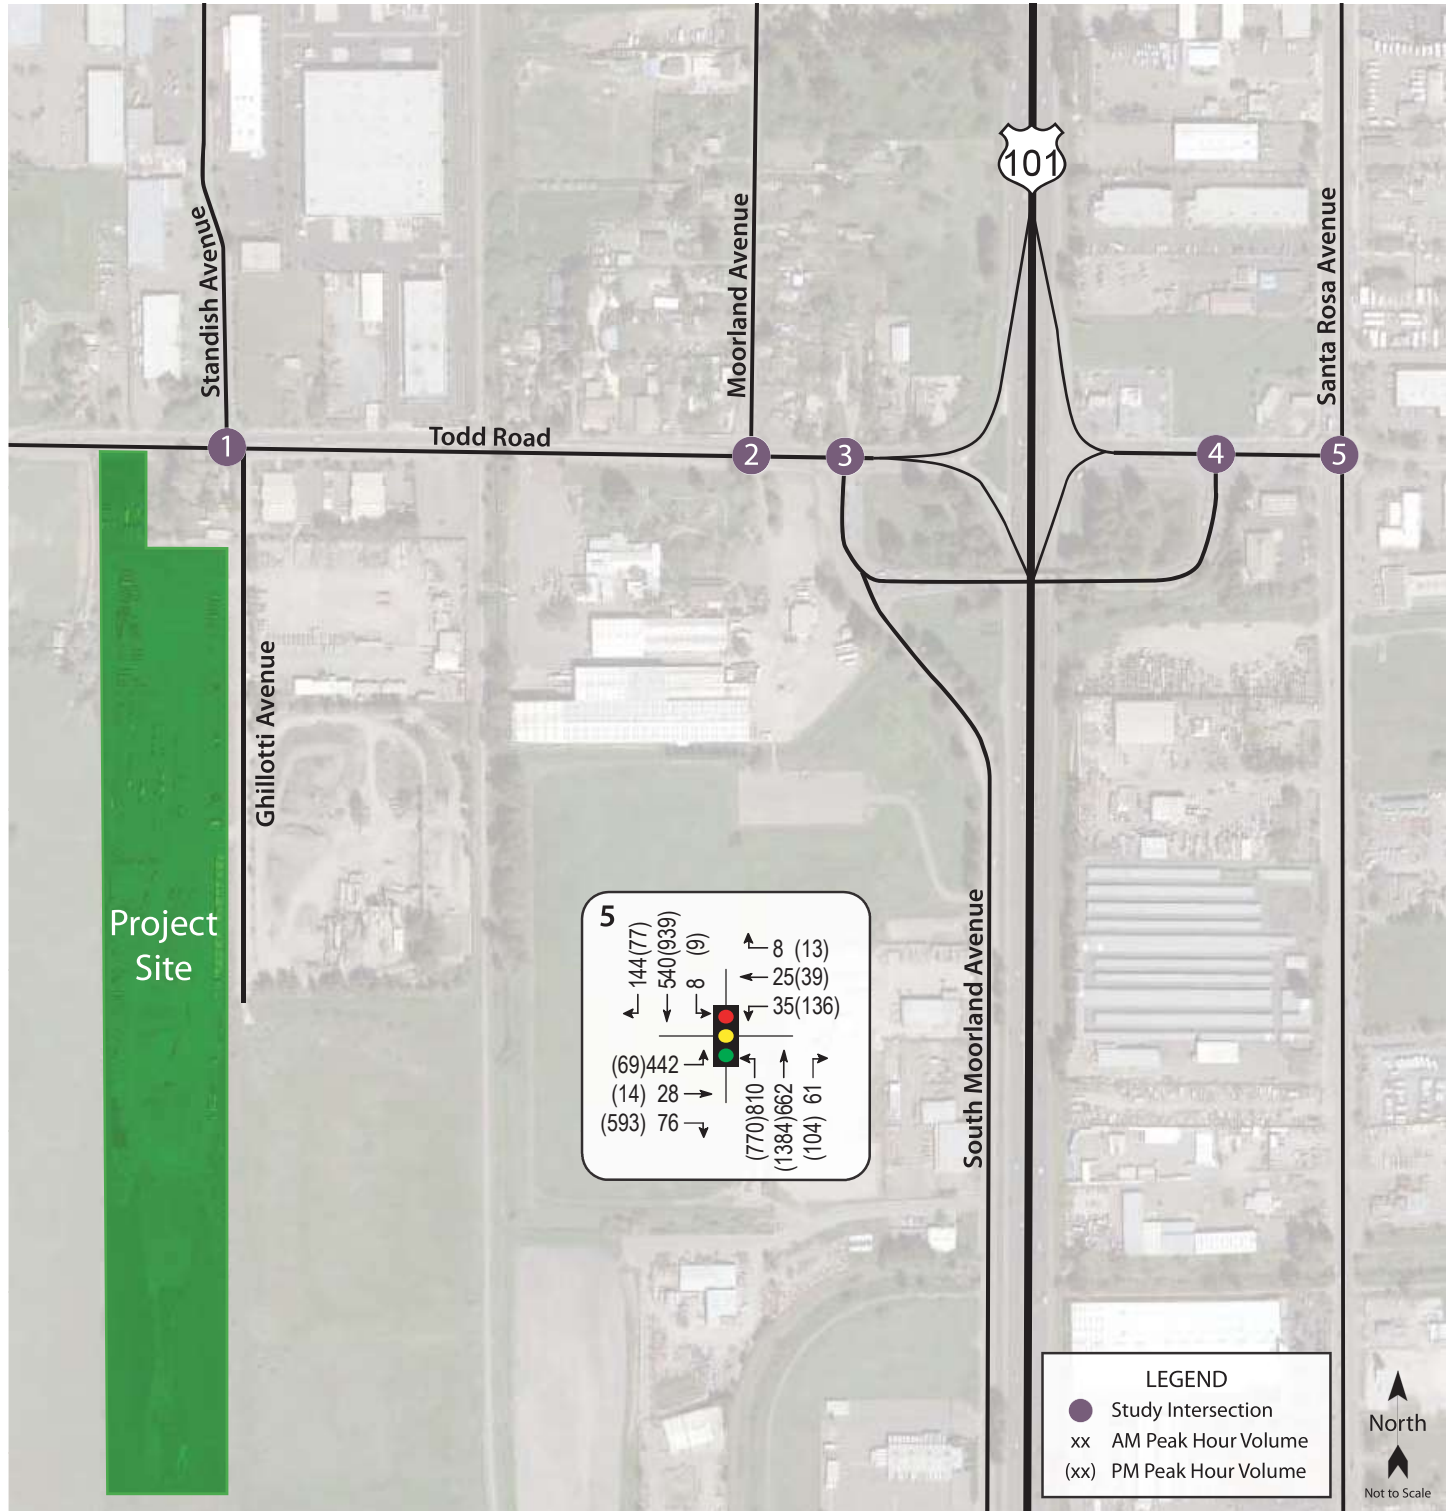 101
Standish Avenue
Moorland Avenue
Santa Rosa Avenue
Todd Road
1
2
3
4
5
Ghillotti Avenue
Project
Site
South Moorland Avenue
5
144(77)
540(939)
8 (9)
8 (13)
25(39)
35(136)
(69)442
(14) 28
(593) 76
(770)810
(1384)662
(104) 61
LEGEND
Study Intersection
xx AM Peak Hour Volume
(xx) PM Peak Hour Volume
North
Not to Scale